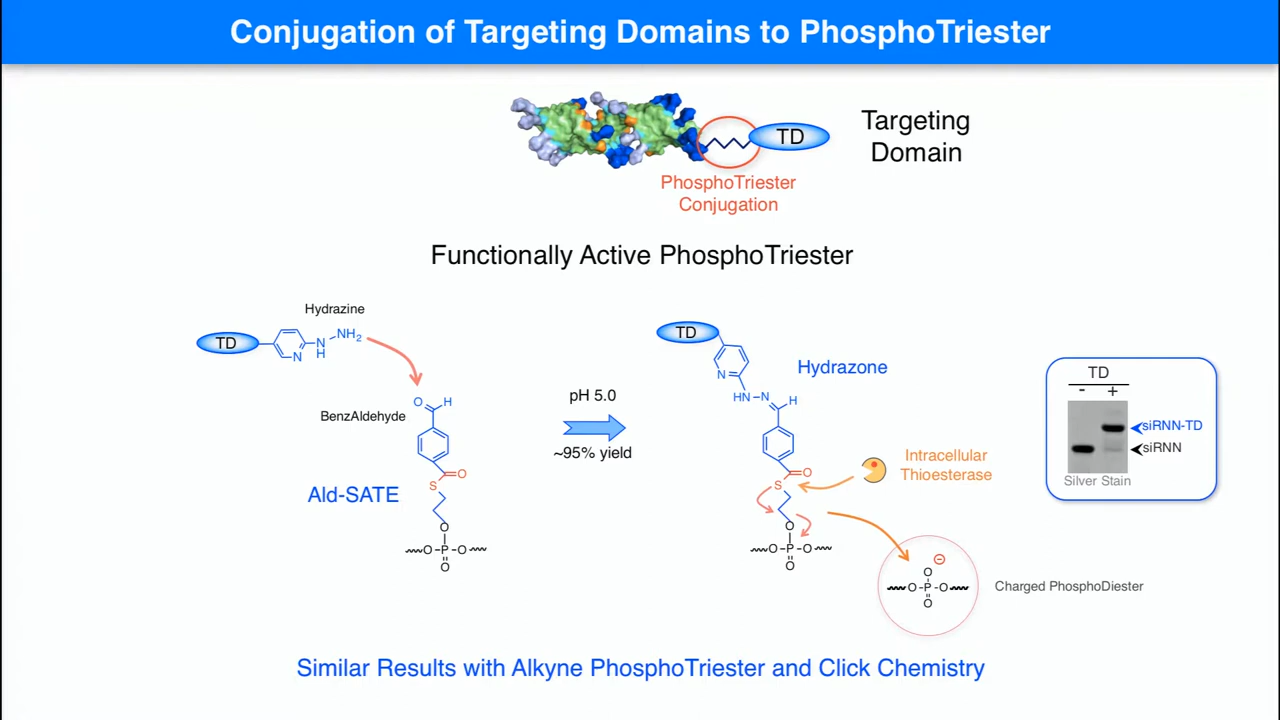 Conjugation of Targeting Domains to PhosphoTriester
TD
Targeting
Domain
PhosphoTriester
Conjugation
Functionally Active PhosphoTriester
Hydrazine
TD
N
N
H
NH₂
O
H
BenzAldehyde
S
O
Ald-SATE
O
O-P-O
O
pH 5.0
~95% yield
TD
N
HN-N
H
Hydrazone
O
S
Intracellular
Thioesterase
O
O-P-O
O
O
O-P-O
O
Charged PhosphoDiester
TD
- +
siRNN-TD
siRNN
Silver Stain
Similar Results with Alkyne PhosphoTriester and Click Chemistry